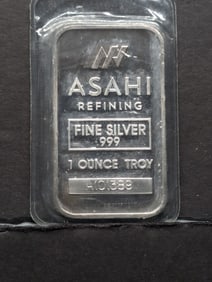 ASAHI
REFINING
FINE SILVER
999
1 OUNCE TROY